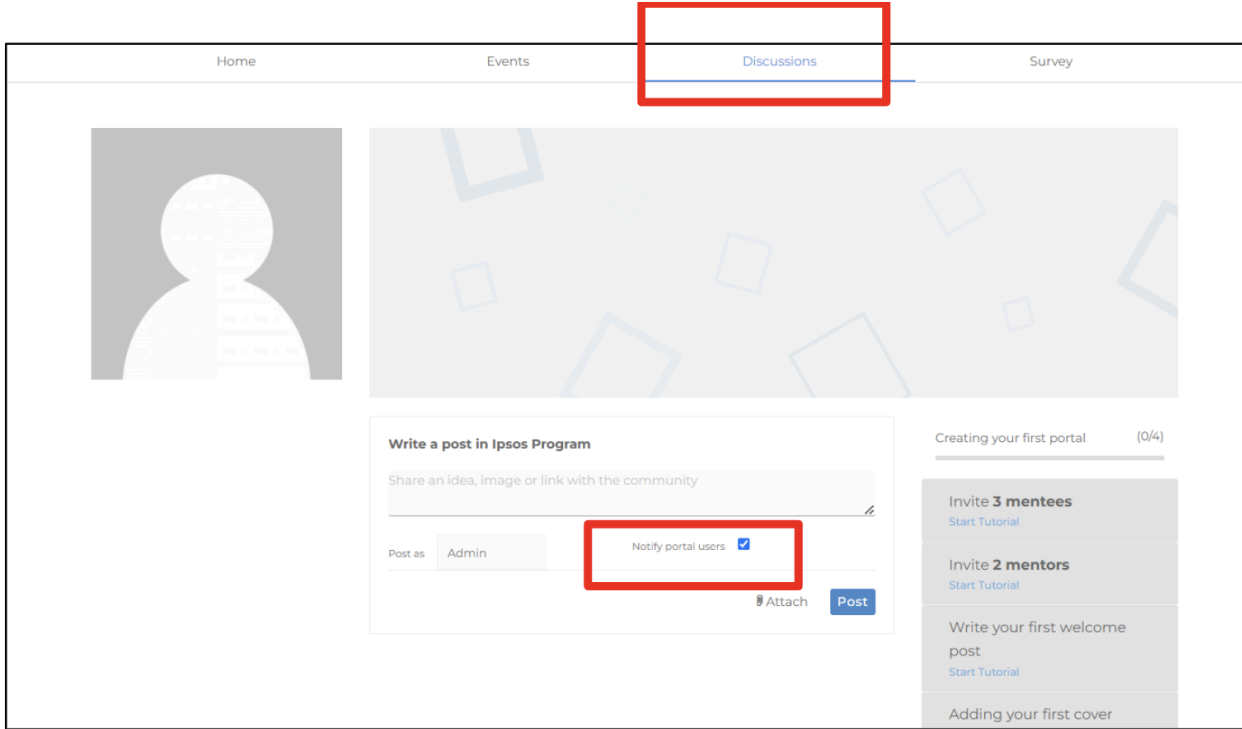 Home Events Discussions Survey
Write a post in Ipsos Program
Share an idea, image or link with the community
Post as Admin Notify portal users
Attach Post
Creating your first portal (0/4)
Invite 3 mentees
Start Tutorial
Invite 2 mentors
Start Tutorial
Write your first welcome
post
Start Tutorial
Adding your first cover